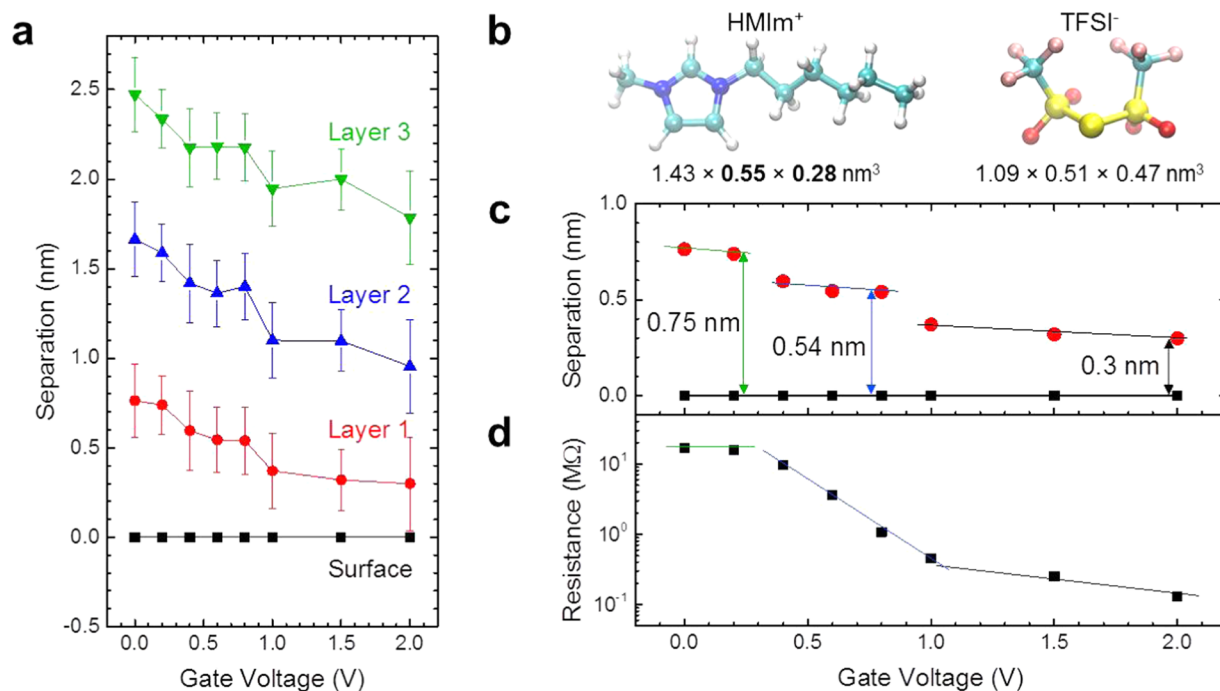 a
Separation (nm)
2.5
2.0
1.5
1.0
0.5
0.0
-0.5
Layer 3
Layer 2
Layer 1
Surface
0.0 0.5 1.0 1.5 2.0
Gate Voltage (V)
b
HMIm⁺ TFSI⁻
1.43 × 0.55 × 0.28 nm³ 1.09 × 0.51 × 0.47 nm³
c
Separation (nm)
1.0
0.5
0.0
0.75 nm
0.54 nm
0.3 nm
d
Resistance (MΩ)
10¹
10⁰
10⁻¹
0.0 0.5 1.0 1.5 2.0
Gate Voltage (V)